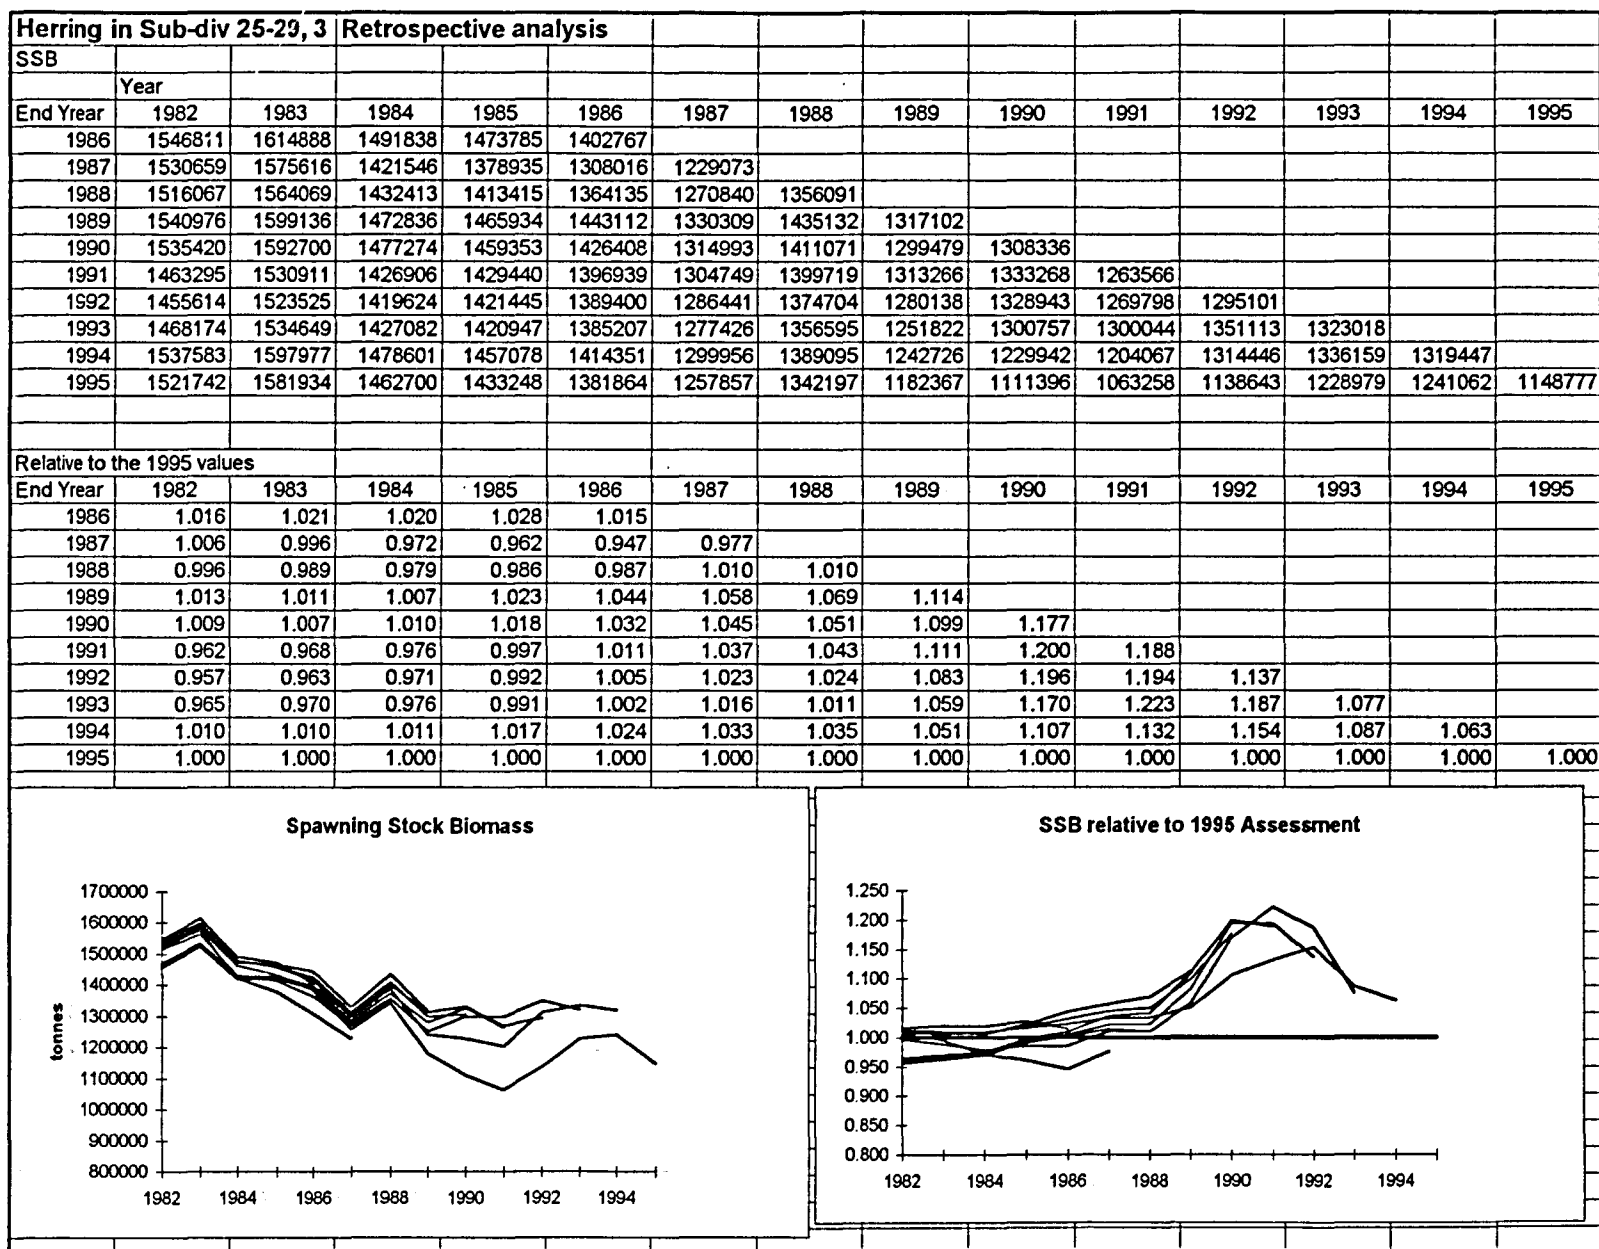 Herring in Sub-div 25-29, 3 Retrospective analysis
SSB
Year
End Yrear 1982 1983 1984 1985 1986 1987 1988 1989 1990 1991 1992 1993 1994 1995
1986 1546811 1614888 1491838 1473785 1402767
1987 1530659 1575616 1421546 1378935 1308016 1229073
1988 1516067 1564069 1432413 1413415 1364135 1270840 1356091
1989 1540976 1599136 1472836 1465934 1443112 1330309 1435132 1317102
1990 1535420 1592700 1477274 1459353 1426408 1314993 1411071 1299479 1308336
1991 1463295 1530911 1426906 1429440 1396939 1304749 1399719 1313266 1333268 1263566
1992 1455614 1523525 1419624 1421445 1389400 1286441 1374704 1280138 1328943 1269798 1295101
1993 1468174 1534649 1427082 1420947 1385207 1277426 1356595 1251822 1300757 1300044 1351113 1323018
1994 1537583 1597977 1478601 1457078 1414351 1299956 1389095 1242726 1229942 1204067 1314446 1336159 1319447
1995 1521742 1581934 1462700 1433248 1381864 1257857 1342197 1182367 1111396 1063258 1138643 1228979 1241062 1148777
Relative to the 1995 values
End Yrear 1982 1983 1984 1985 1986 1987 1988 1989 1990 1991 1992 1993 1994 1995
1986 1.016 1.021 1.020 1.028 1.015
1987 1.006 0.996 0.972 0.962 0.947 0.977
1988 0.996 0.989 0.979 0.986 0.987 1.010 1.010
1989 1.013 1.011 1.007 1.023 1.044 1.058 1.069 1.114
1990 1.009 1.007 1.010 1.018 1.032 1.045 1.051 1.099 1.177
1991 0.962 0.968 0.976 0.997 1.011 1.037 1.043 1.111 1.200 1.188
1992 0.957 0.963 0.971 0.992 1.005 1.023 1.024 1.083 1.196 1.194 1.137
1993 0.965 0.970 0.976 0.991 1.002 1.016 1.011 1.059 1.170 1.223 1.187 1.077
1994 1.010 1.010 1.011 1.017 1.024 1.033 1.035 1.051 1.107 1.132 1.154 1.087 1.063
1995 1.000 1.000 1.000 1.000 1.000 1.000 1.000 1.000 1.000 1.000 1.000 1.000 1.000 1.000
Spawning Stock Biomass
tonnes
1700000
1600000
1500000
1400000
1300000
1200000
1100000
1000000
900000
800000
1982 1984 1986 1988 1990 1992 1994
SSB relative to 1995 Assessment
1.250
1.200
1.150
1.100
1.050
1.000
0.950
0.900
0.850
0.800
1982 1984 1986 1988 1990 1992 1994